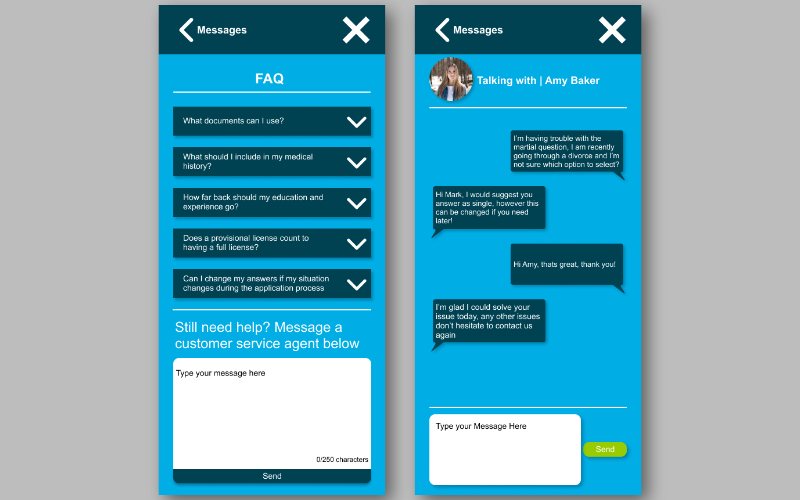 Messages
FAQ
What documents can I use?
What should I include in my medical
history?
How far back should my education and
experience go?
Does a provisional license count to
having a full license?
Can I change my answers if my situation
changes during the application process
Still need help? Message a
customer service agent below
Type your message here
0/250 characters
Send
Messages
Talking with | Amy Baker
I'm having trouble with the
martial question, I am recently
going through a divorce and I'm
not sure which option to select?
Hi Mark, I would suggest you
answer as single, however this
can be changed if you need
later!
Hi Amy, thats great, thank you!
I'm glad I could solve your
issue today, any other issues
don't hesitate to contact us
again
Type your Message Here
Send